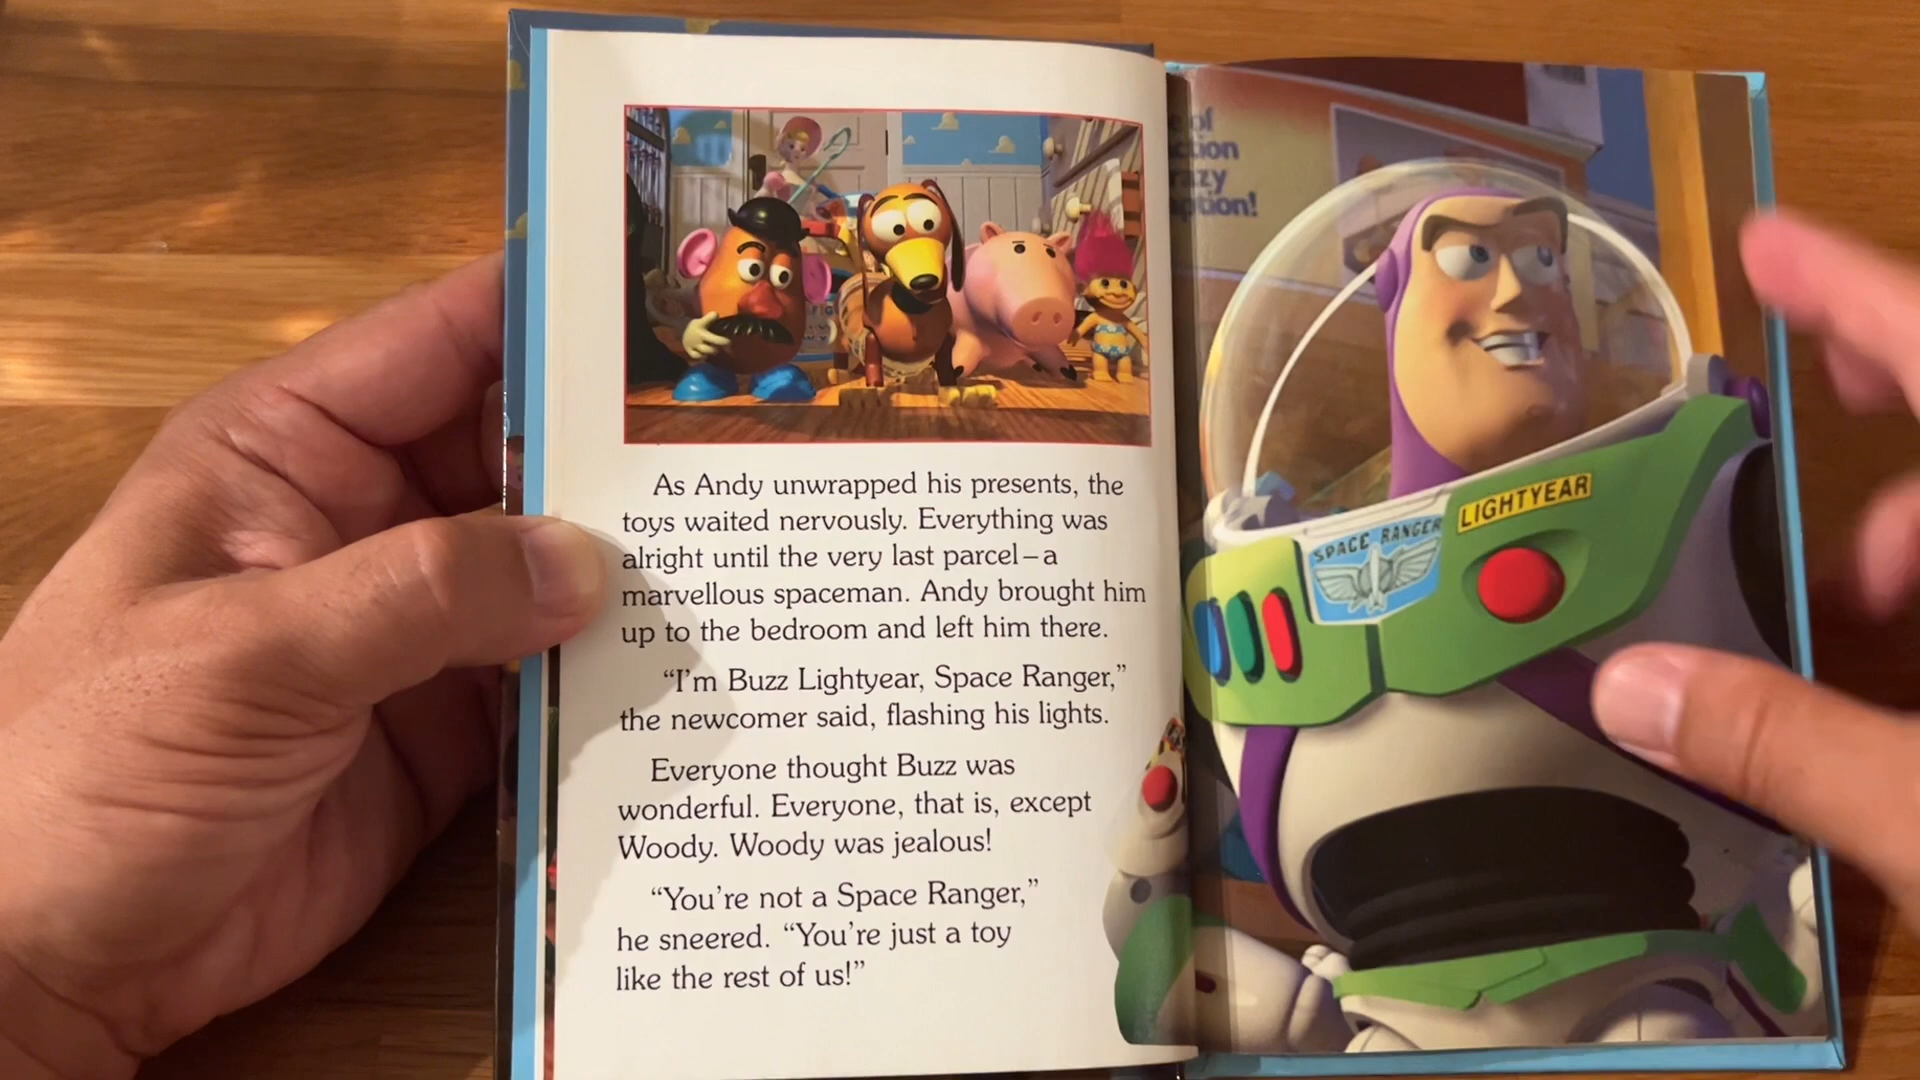 As Andy unwrapped his presents, the
toys waited nervously. Everything was
alright until the very last parcel–a
marvellous spaceman. Andy brought him
up to the bedroom and left him there.
“I’m Buzz Lightyear, Space Ranger,”
the newcomer said, flashing his lights.
Everyone thought Buzz was
wonderful. Everyone, that is, except
Woody. Woody was jealous!
“You’re not a Space Ranger,”
he sneered. “You’re just a toy
like the rest of us!”
of
LIGHTYEAR
SPACE RANGER